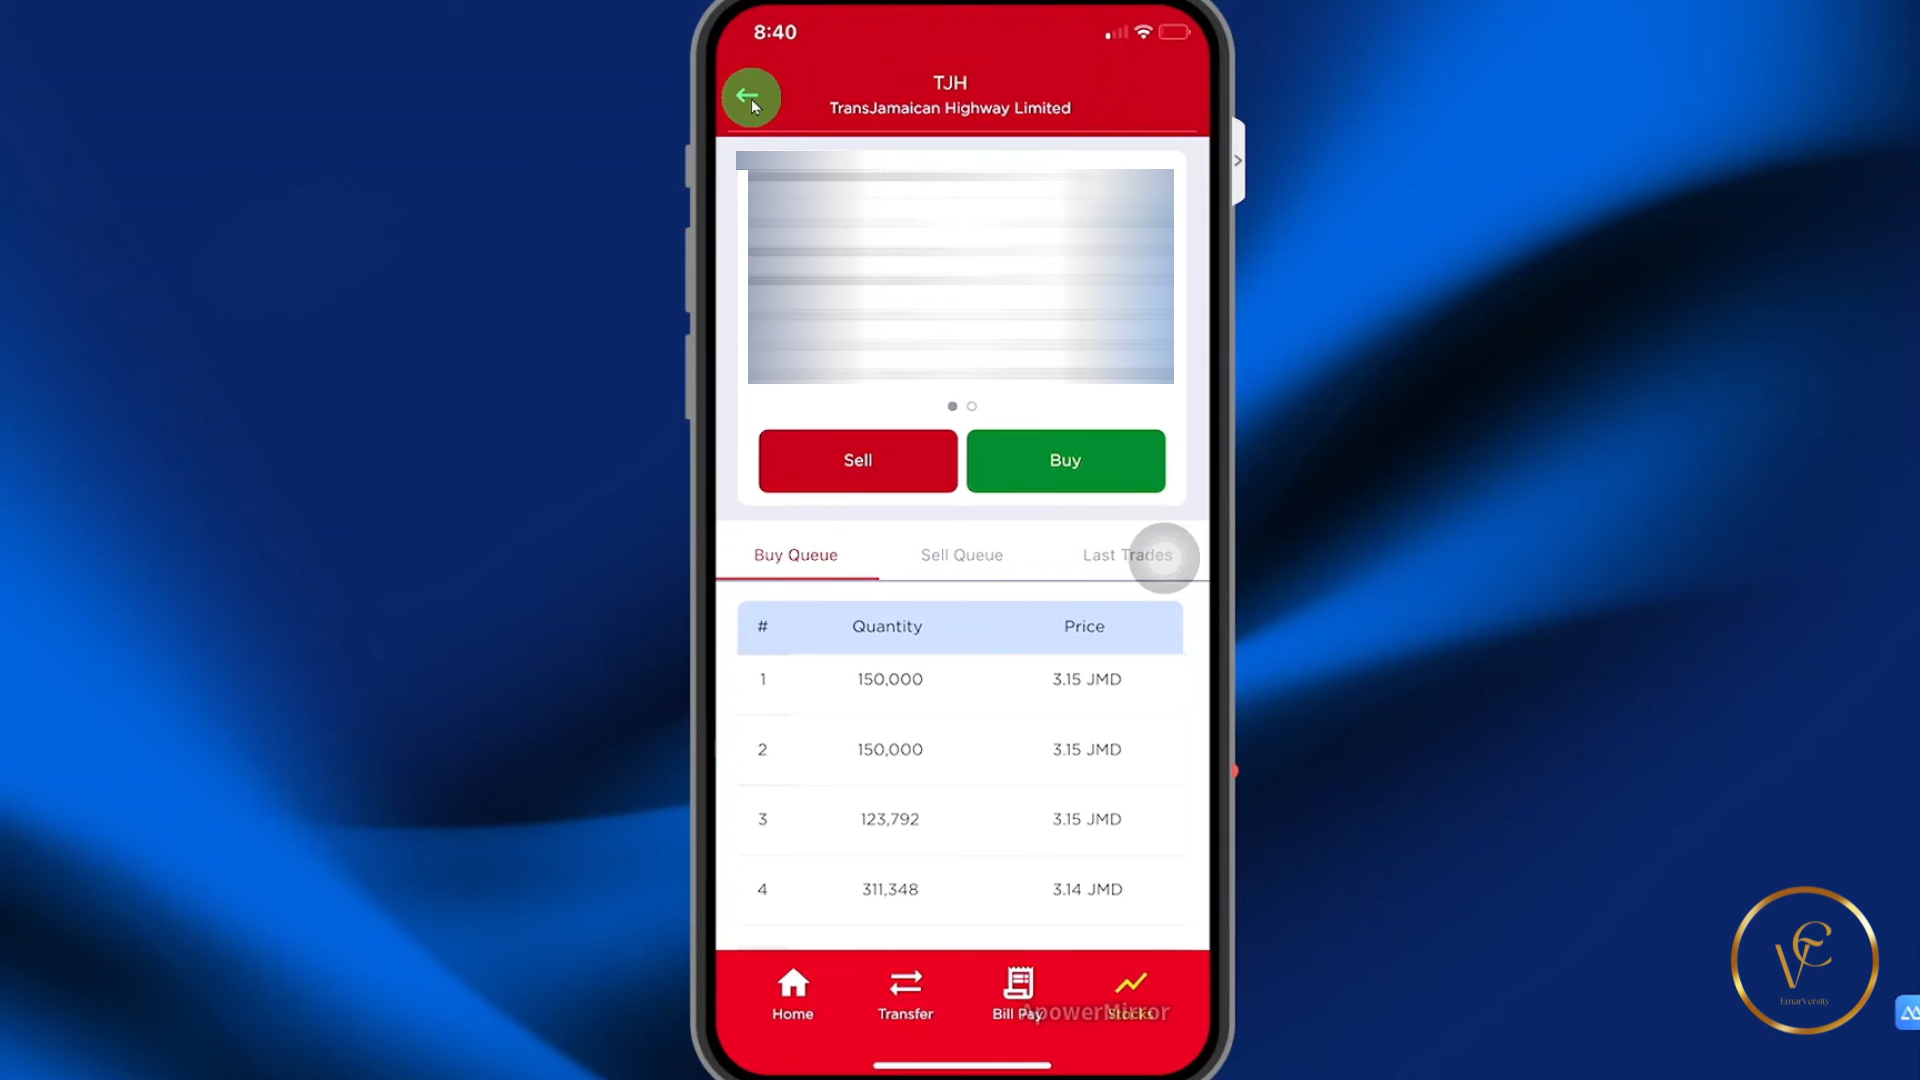 8:40
TJH
TransJamaican Highway Limited
Sell
Buy
Buy Queue
Sell Queue
Last Trades
#
Quantity
Price
1
150,000
3.15 JMD
2
150,000
3.15 JMD
3
123,792
3.15 JMD
4
311,348
3.14 JMD
Home
Transfer
Bill Pay
Stocks
ApowerMirror
VE
EmarVersity